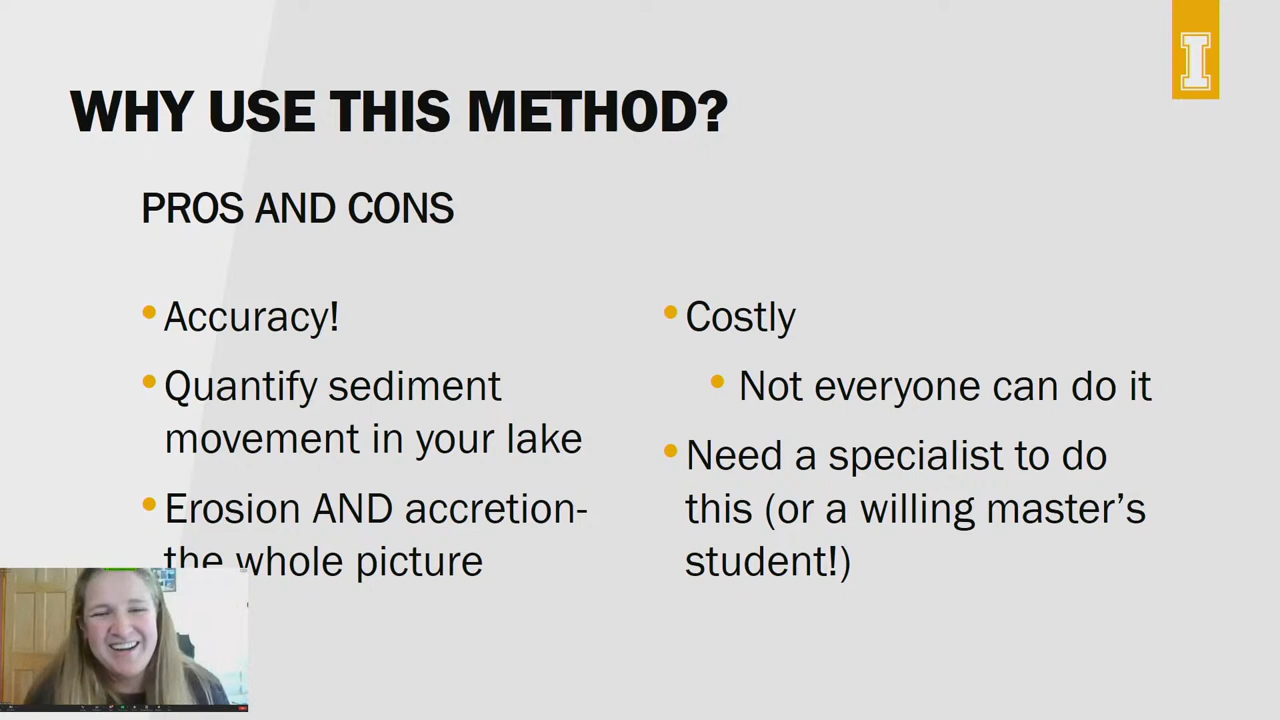 I
WHY USE THIS METHOD?
PROS AND CONS
• Accuracy!
• Quantify sediment
movement in your lake
• Erosion AND accretion-
the whole picture
• Costly
• Not everyone can do it
• Need a specialist to do
this (or a willing master’s
student!)